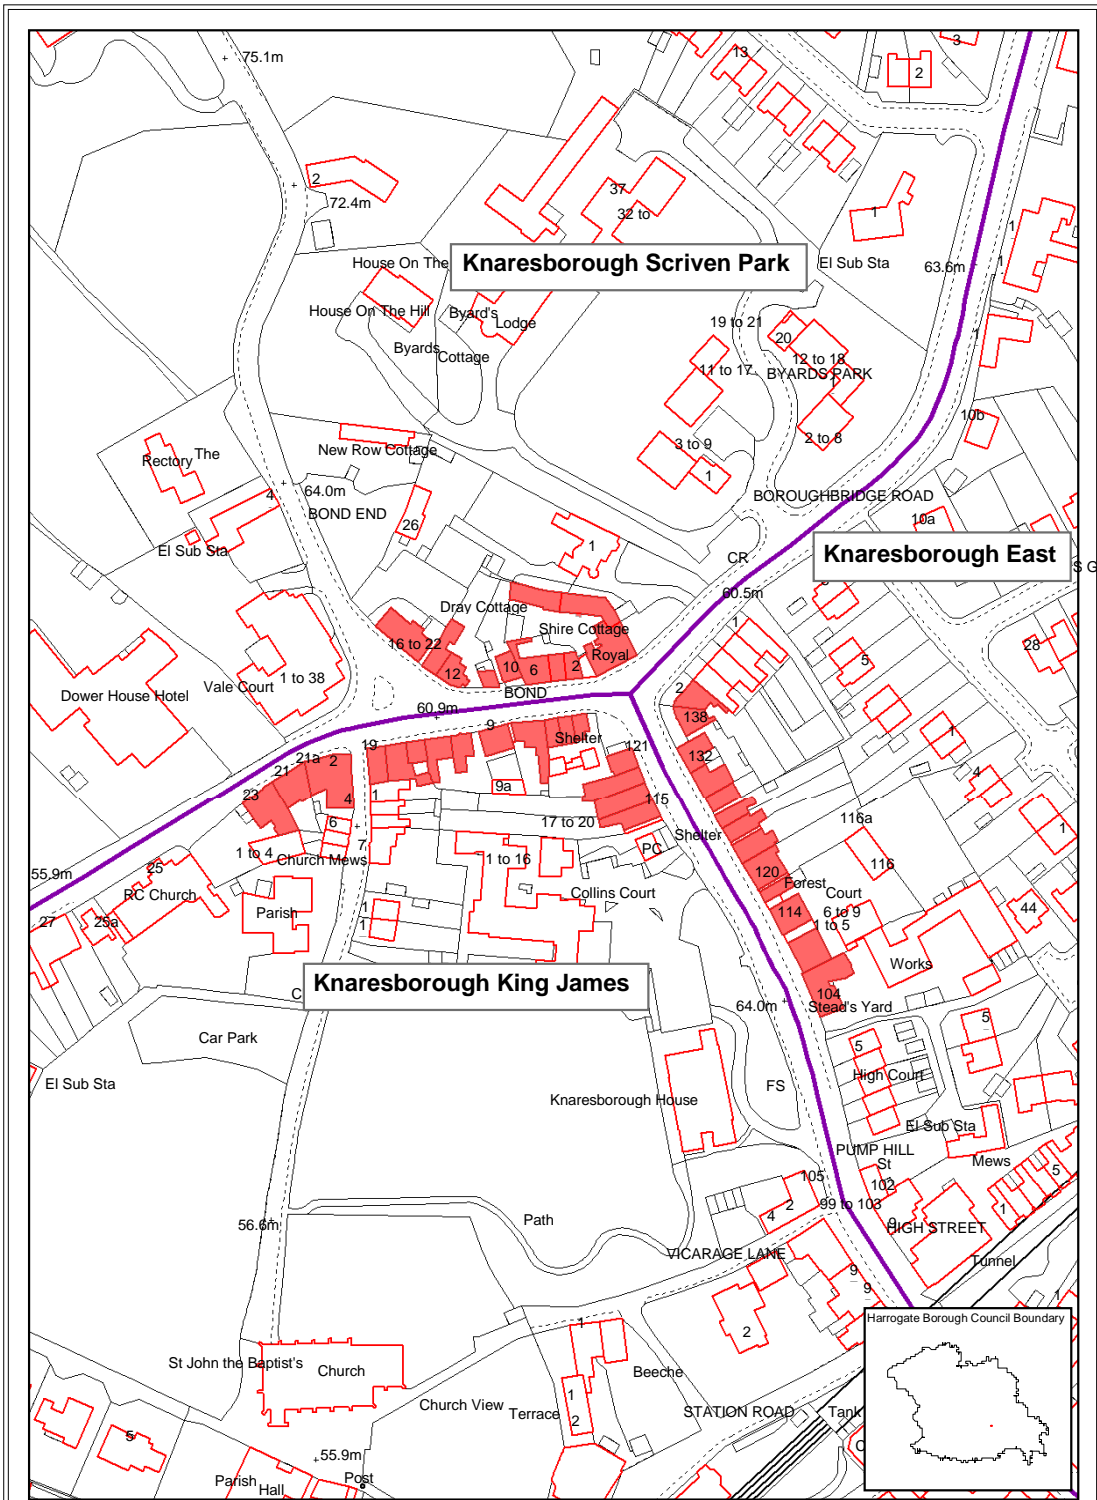 75.1m
13
3
2
2
72.4m
37
32 to
1
1
Knaresborough Scriven Park
House On The
El Sub Sta
63.6m
1
House On The Hill
Byard's
Lodge
19 to 21
20
1
Byards
Cottage
12 to 18
11 to 17
BYARDS PARK
1
10b
New Row Cottage
3 to 9
2 to 8
The
Rectory
1
64.0m
4
BOROUGHBRIDGE ROAD
BOND END
26
10a
El Sub Sta
1
CR
Knaresborough East
S G
60.5m
Dray Cottage
Shire Cottage
1
16 to 22
Royal
28
5
12
10
6
2
2
Dower House Hotel
Vale Court
1 to 38
BOND
60.9m
138
9
Shelter
1
19
121
132
21a
2
21
4
23
4
1
9a
115
6
17 to 20
116a
Shelter
1
7
PC
1 to 4
Church Mews
1 to 16
116
55.9m
25
120
RC Church
Collins Court
Forest
Court
27
25a
Parish
1
1
114
6 to 9
1 to 5
44
Works
Knaresborough King James
C
104
64.0m
Stead's Yard
Car Park
5
5
El Sub Sta
High Court
FS
Knaresborough House
El Sub Sta
PUMP HILL
St
Mews
105
102
5
2
99 to 103
4
1
56.6m
Path
9
HIGH STREET
VICARAGE LANE
Tunnel
9
9
1
Harrogate Borough Council Boundary
1
2
St John the Baptist's
Church
Beeche
1
Church View
Terrace
2
STATION ROAD
Tank
5
55.9m
Parish
Hall
Post